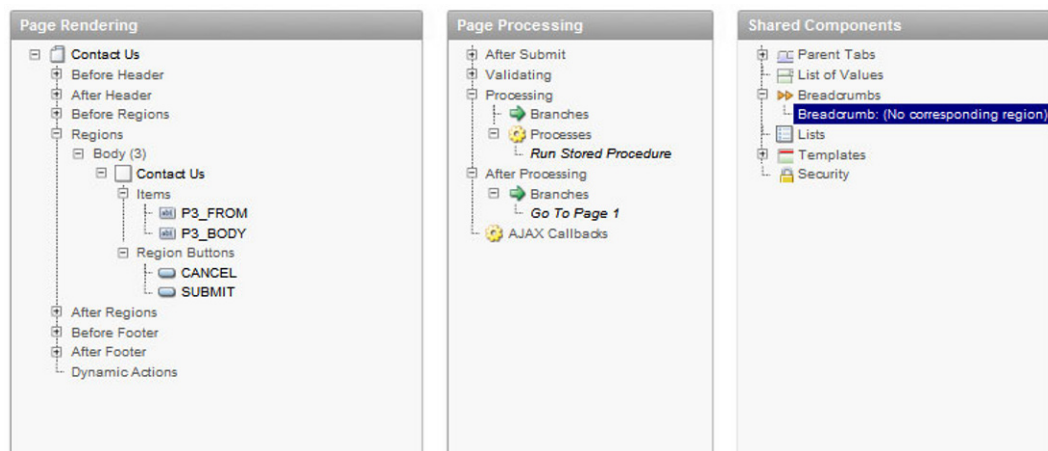 Page Rendering
Contact Us
Before Header
After Header
Before Regions
Regions
Body (3)
Contact Us
Items
P3_FROM
P3_BODY
Region Buttons
CANCEL
SUBMIT
After Regions
Before Footer
After Footer
Dynamic Actions
Page Processing
After Submit
Validating
Processing
Branches
Processes
Run Stored Procedure
After Processing
Branches
Go To Page 1
AJAX Callbacks
Shared Components
Parent Tabs
List of Values
Breadcrumbs
Breadcrumb: (No corresponding region)
Lists
Templates
Security